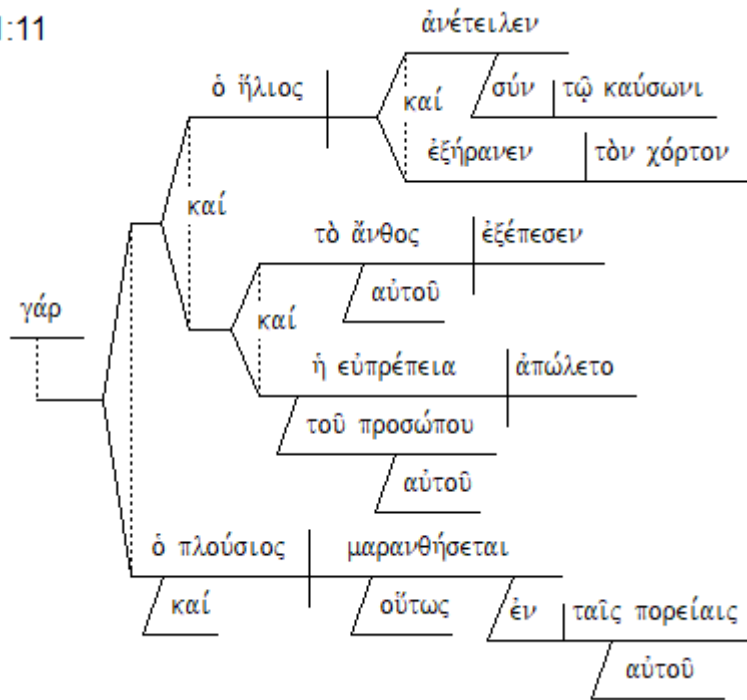 1:11
ἀνέτειλεν
ὁ ἥλιος
καί
σύν τῷ καύσωνι
ἐξήρανεν τὸν χόρτον
καί
τὸ ἄνθος ἐξέπεσεν
αὐτοῦ
γάρ
καί
ἡ εὐπρέπεια ἀπώλετο
τοῦ προσώπου
αὐτοῦ
ὁ πλούσιος μαρανθήσεται
καί οὕτως ἐν ταῖς πορείαις
αὐτοῦ